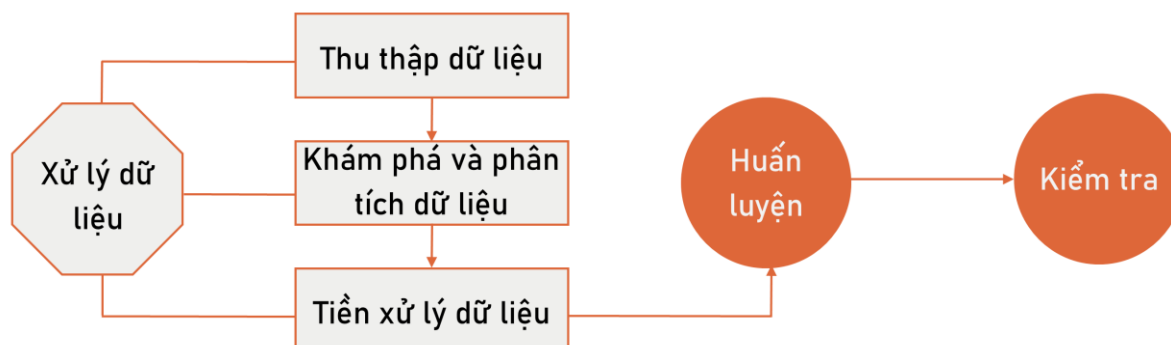 Thu thập dữ liệu
Xử lý dữ
liệu
Khám phá và phân
tích dữ liệu
Tiền xử lý dữ liệu
Huấn
luyện
Kiểm tra